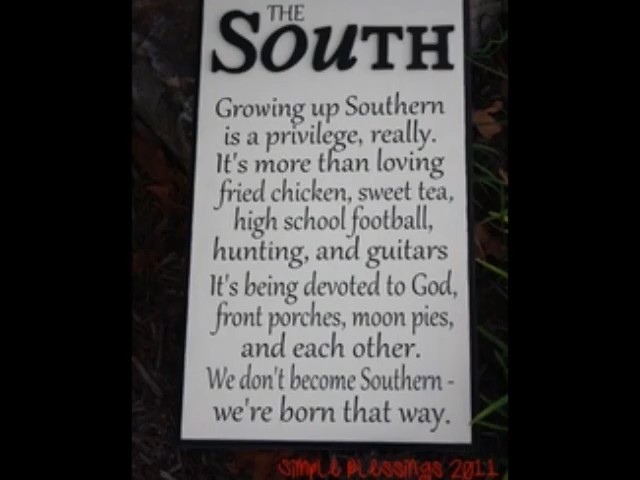 THE
SouTH
Growing up Southern
is a privilege, really.
It's more than loving
fried chicken, sweet tea,
high school football,
hunting, and guitars
It's being devoted to God,
front porches, moon pies,
and each other.
We don't become Southern -
we're born that way.
Simple Blessings 2011